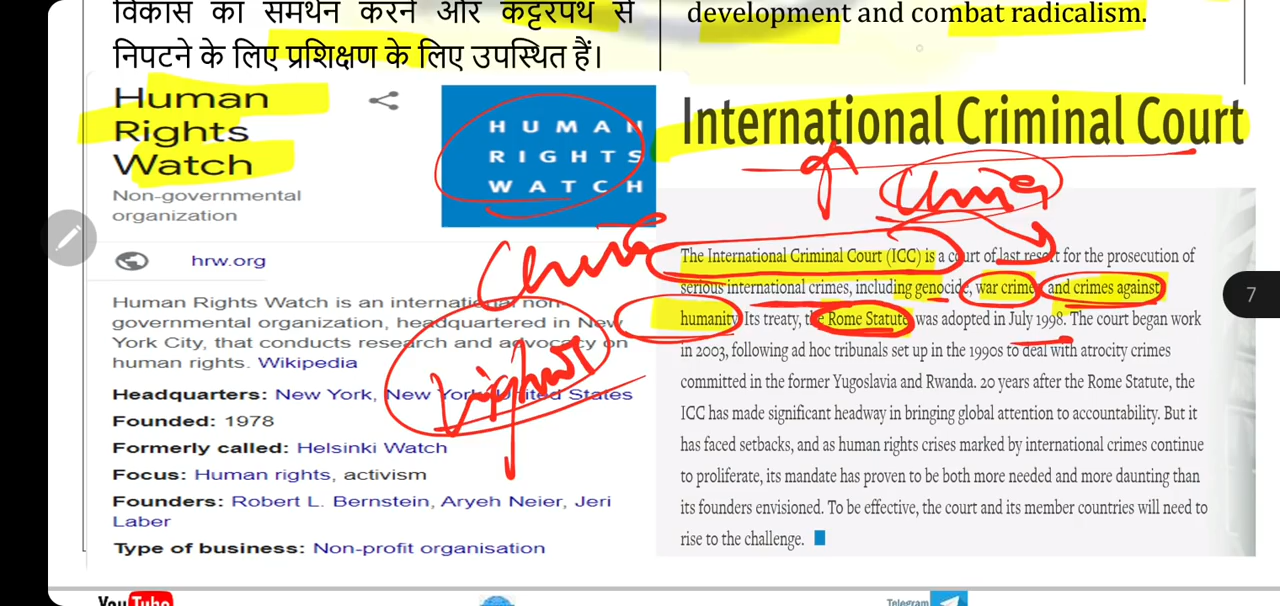 विकास का समर्थन करने और कट्टरपंथ से
निपटने के लिए प्रशिक्षण के लिए उपस्थित हैं।
development and combat radicalism.
Human
Rights
Watch
Non-governmental
organization
HUMAN
RIGHTS
WATCH
hrw.org
Human Rights Watch is an international non-
governmental organization, headquartered in New
York City, that conducts research and advocacy on
human rights. Wikipedia
Headquarters: New York, New York, United States
Founded: 1978
Formerly called: Helsinki Watch
Focus: Human rights, activism
Founders: Robert L. Bernstein, Aryeh Neier, Jeri
Laber
Type of business: Non-profit organisation
International Criminal Court
The International Criminal Court (ICC) is a court of last resort for the prosecution of
serious international crimes, including genocide, war crimes, and crimes against
humanity. Its treaty, the Rome Statute, was adopted in July 1998. The court began work
in 2003, following ad hoc tribunals set up in the 1990s to deal with atrocity crimes
committed in the former Yugoslavia and Rwanda. 20 years after the Rome Statute, the
ICC has made significant headway in bringing global attention to accountability. But it
has faced setbacks, and as human rights crises marked by international crimes continue
to proliferate, its mandate has proven to be both more needed and more daunting than
its founders envisioned. To be effective, the court and its member countries will need to
rise to the challenge.
China
7
YouTube
Telegram